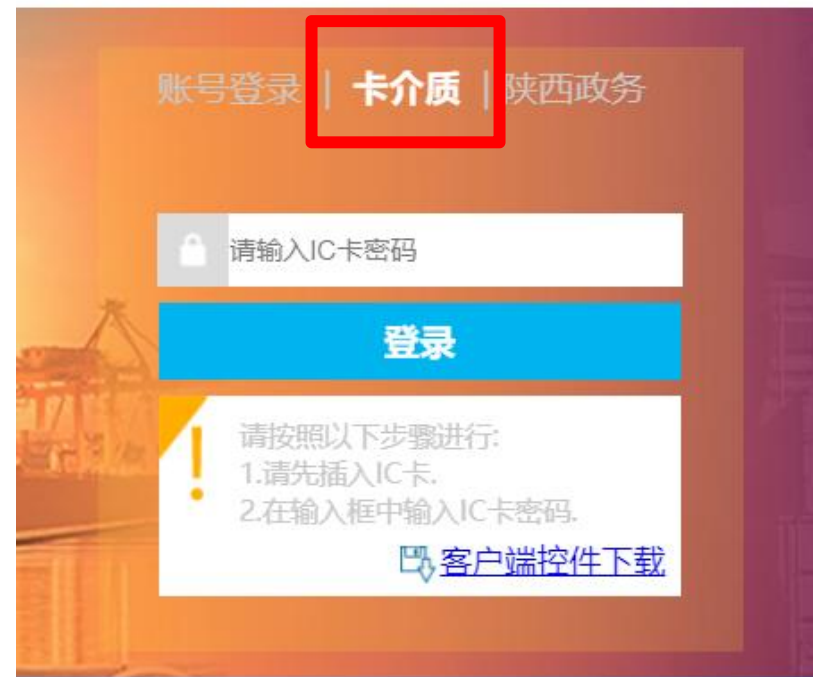 账号登录 | 卡介质 | 陕西政务
请输入IC卡密码
登录
请按照以下步骤进行:
1.请先插入IC卡.
2.在输入框中输入IC卡密码.
客户端控件下载